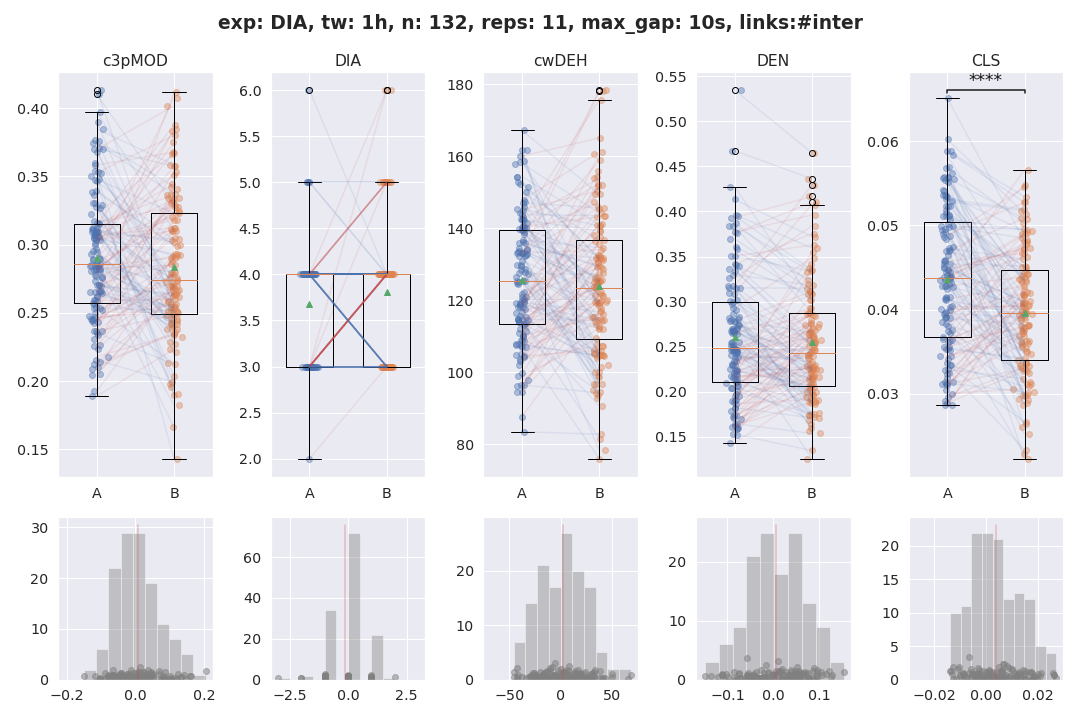 exp: DIA, tw: 1h, n: 132, reps: 11, max_gap: 10s, links:#inter
c3pMOD DIA cwDEH DEN CLS
****
0.40 0.35 0.30 0.25 0.20 0.15
6.0 5.5 5.0 4.5 4.0 3.5 3.0 2.5 2.0
180 160 140 120 100 80
0.55 0.50 0.45 0.40 0.35 0.30 0.25 0.20 0.15
0.06 0.05 0.04 0.03
A B A B A B A B A B
30 20 10 0
60 40 20 0
20 10 0
20 10 0
20 15 10 5 0
−0.2 0.0 0.2
−2.5 0.0 2.5
−50 0 50
−0.1 0.0 0.1
−0.02 0.00 0.02